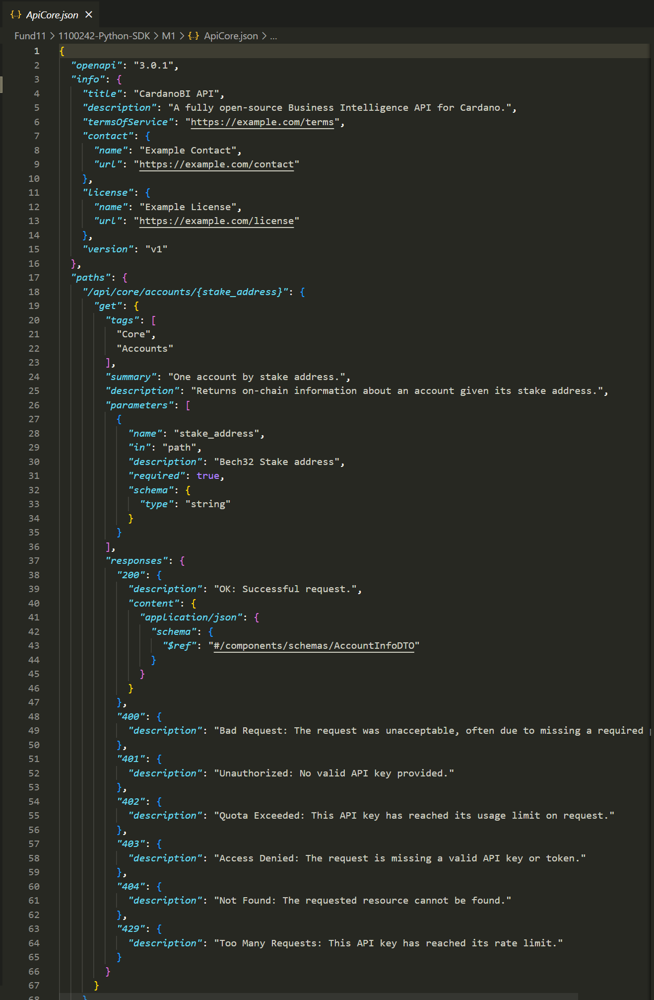 {..} ApiCore.json ×
Fund11 > 1100242-Python-SDK > M1 > {..} ApiCore.json > ...
1 {
2   "openapi": "3.0.1",
3   "info": {
4     "title": "CardanoBI API",
5     "description": "A fully open-source Business Intelligence API for Cardano.",
6     "termsOfService": "https://example.com/terms",
7     "contact": {
8       "name": "Example Contact",
9       "url": "https://example.com/contact"
10     },
11     "license": {
12       "name": "Example License",
13       "url": "https://example.com/license"
14     },
15     "version": "v1"
16   },
17   "paths": {
18     "/api/core/accounts/{stake_address}": {
19       "get": {
20         "tags": [
21           "Core",
22           "Accounts"
23         ],
24         "summary": "One account by stake address.",
25         "description": "Returns on-chain information about an account given its stake address.",
26         "parameters": [
27           {
28             "name": "stake_address",
29             "in": "path",
30             "description": "Bech32 Stake address",
31             "required": true,
32             "schema": {
33               "type": "string"
34             }
35           }
36         ],
37         "responses": {
38           "200": {
39             "description": "OK: Successful request.",
40             "content": {
41               "application/json": {
42                 "schema": {
43                   "$ref": "#/components/schemas/AccountInfoDTO"
44                 }
45               }
46             }
47           },
48           "400": {
49             "description": "Bad Request: The request was unacceptable, often due to missing a required
50           },
51           "401": {
52             "description": "Unauthorized: No valid API key provided."
53           },
54           "402": {
55             "description": "Quota Exceeded: This API key has reached its usage limit on request."
56           },
57           "403": {
58             "description": "Access Denied: The request is missing a valid API key or token."
59           },
60           "404": {
61             "description": "Not Found: The requested resource cannot be found."
62           },
63           "429": {
64             "description": "Too Many Requests: This API key has reached its rate limit."
65           }
66         }
67       }
68     }